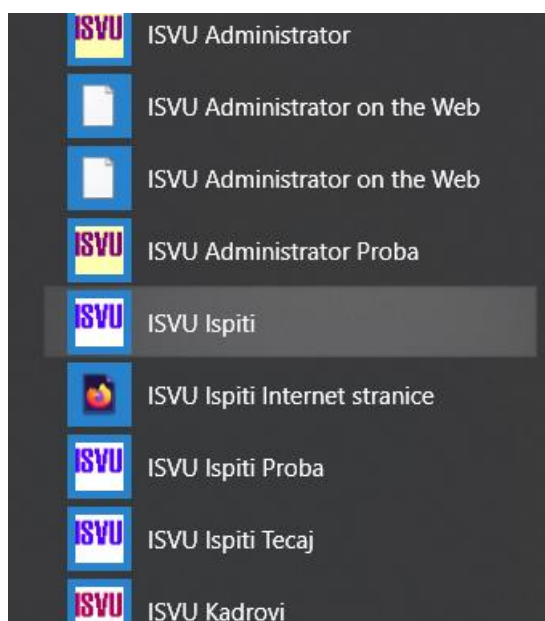 ISVU ISVU Administrator
ISVU Administrator on the Web
ISVU Administrator on the Web
ISVU ISVU Administrator Proba
ISVU ISVU Ispiti
ISVU Ispiti Internet stranice
ISVU ISVU Ispiti Proba
ISVU ISVU Ispiti Tecaj
ISVU ISVU Kadrovi